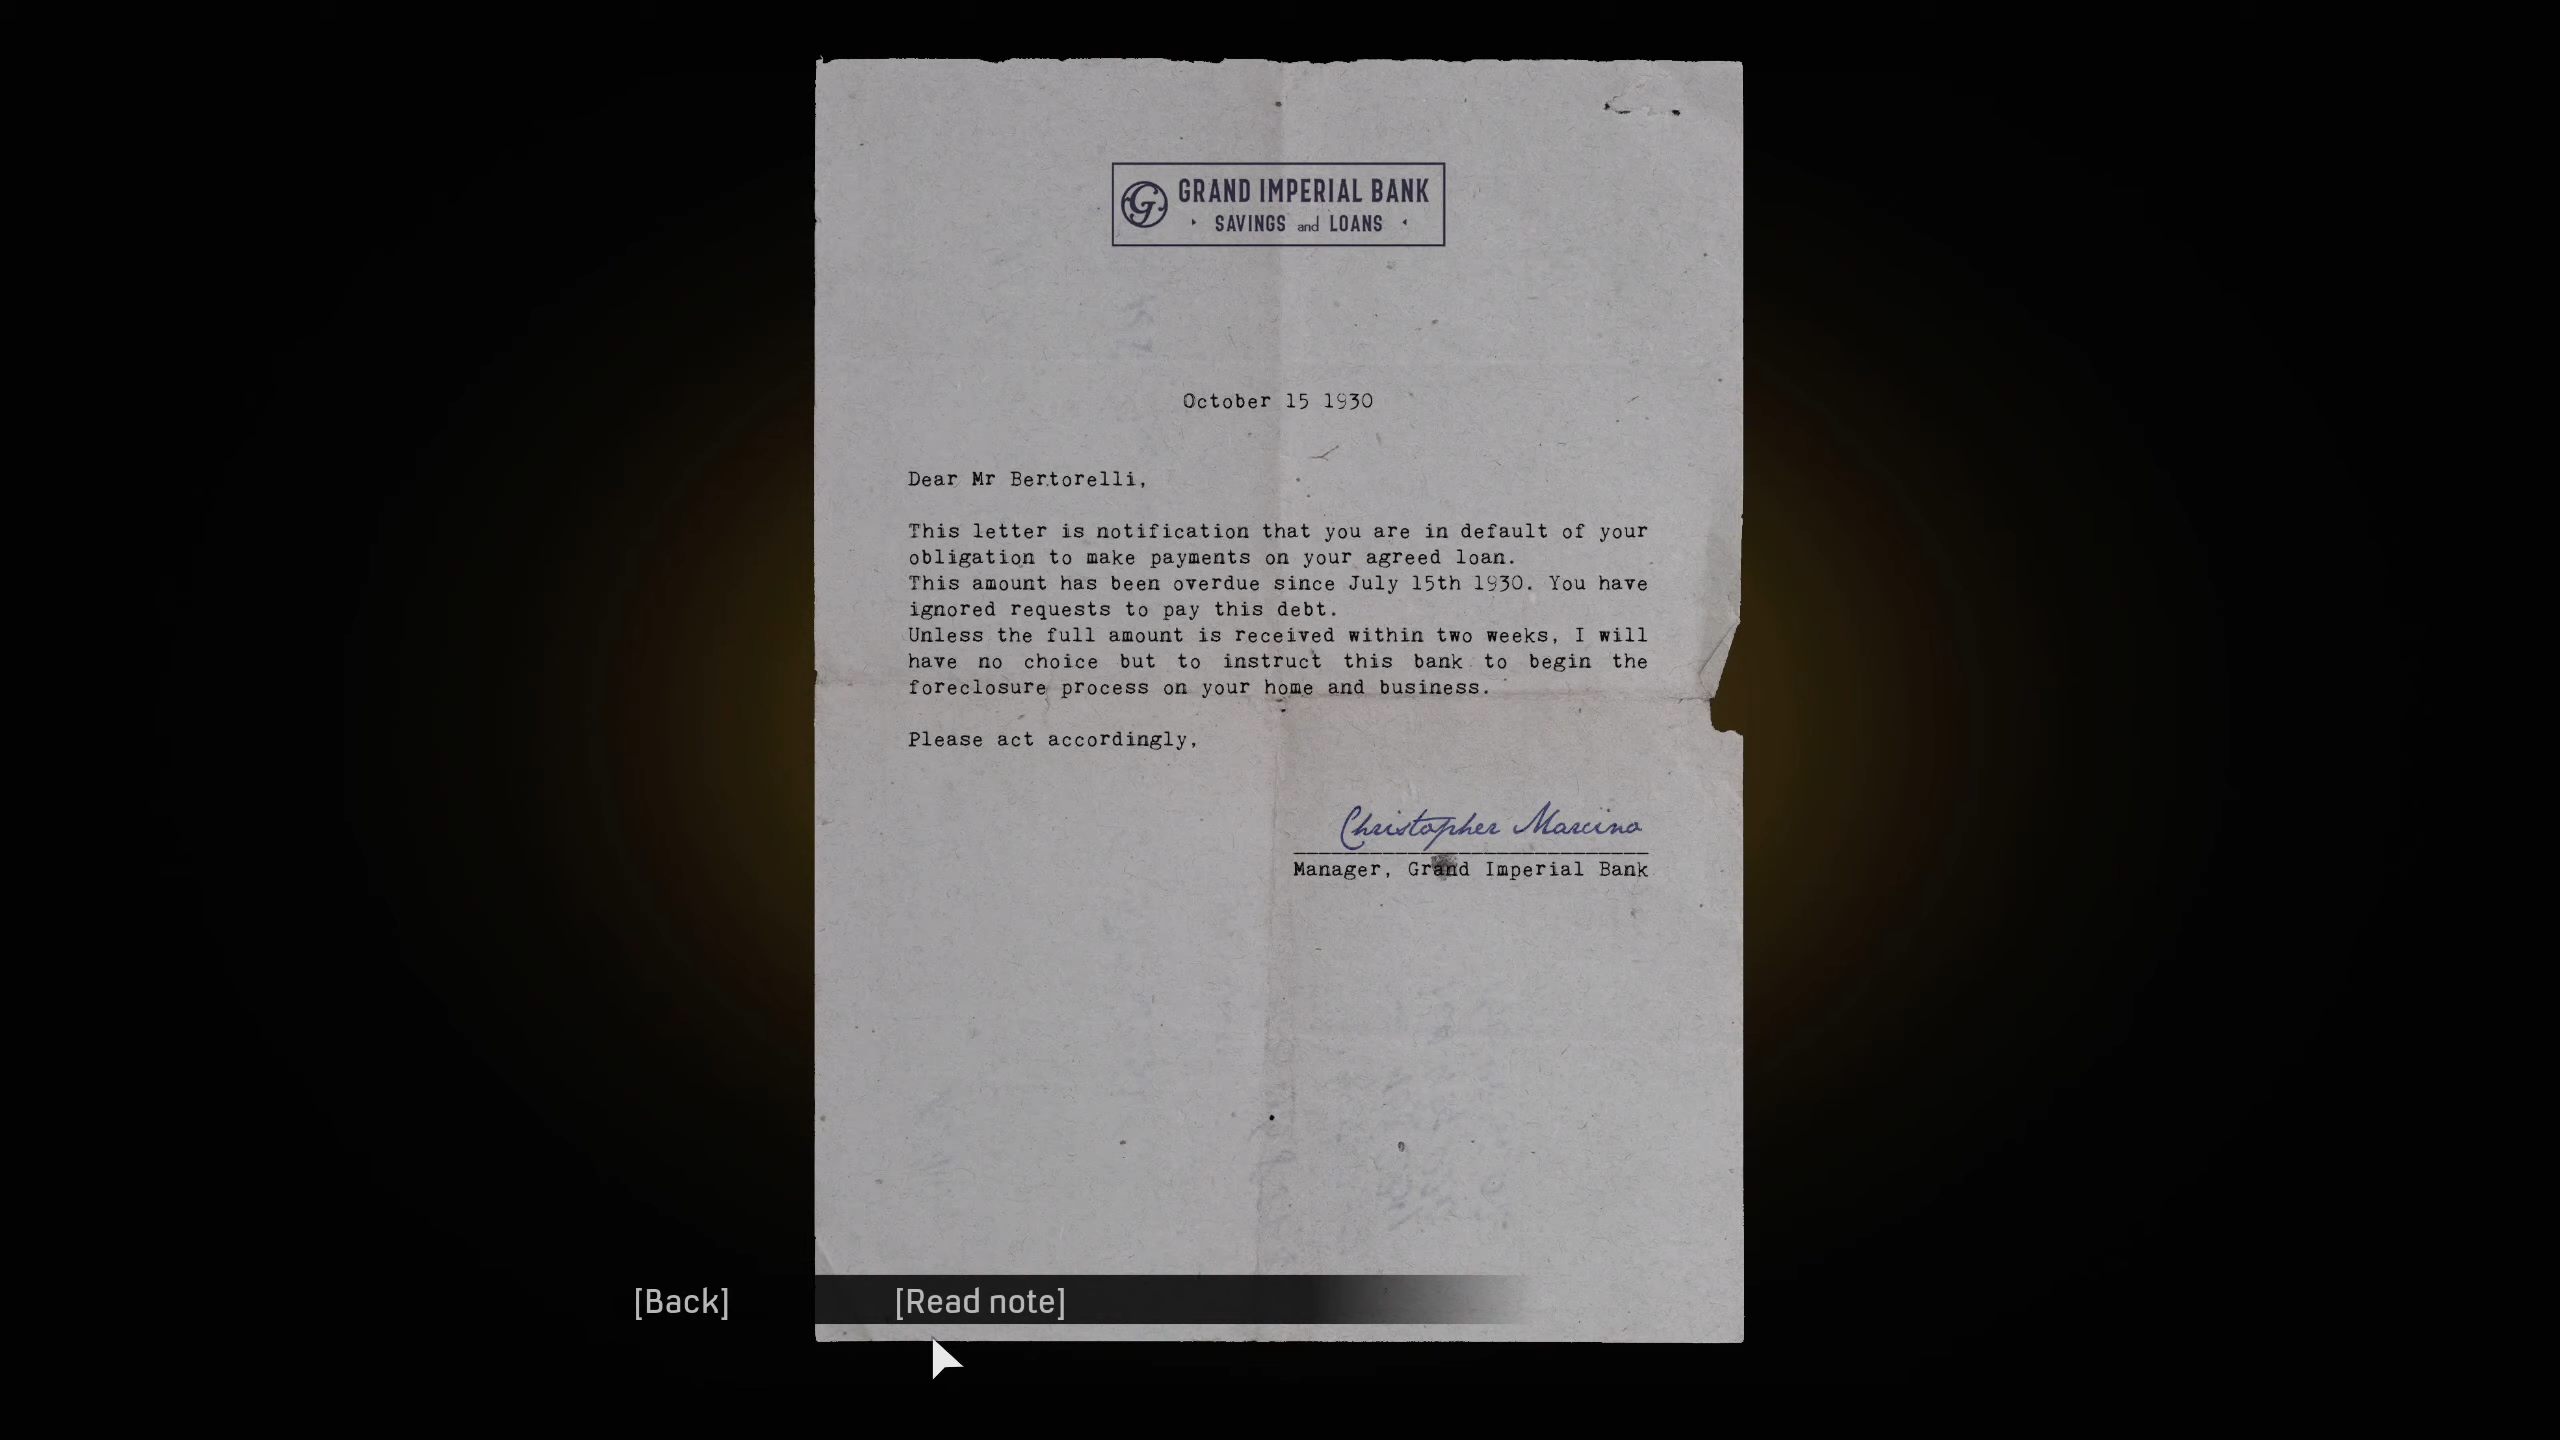 GRAND IMPERIAL BANK
SAVINGS and LOANS
October 15 1930
Dear Mr Bertorelli,
This letter is notification that you are in default of your
obligation to make payments on your agreed loan.
This amount has been overdue since July 15th 1930. You have
ignored requests to pay this debt.
Unless the full amount is received within two weeks, I will
have no choice but to instruct this bank to begin the
foreclosure process on your home and business.
Please act accordingly,
Christopher Marcino
Manager, Grand Imperial Bank
[Back] [Read note]